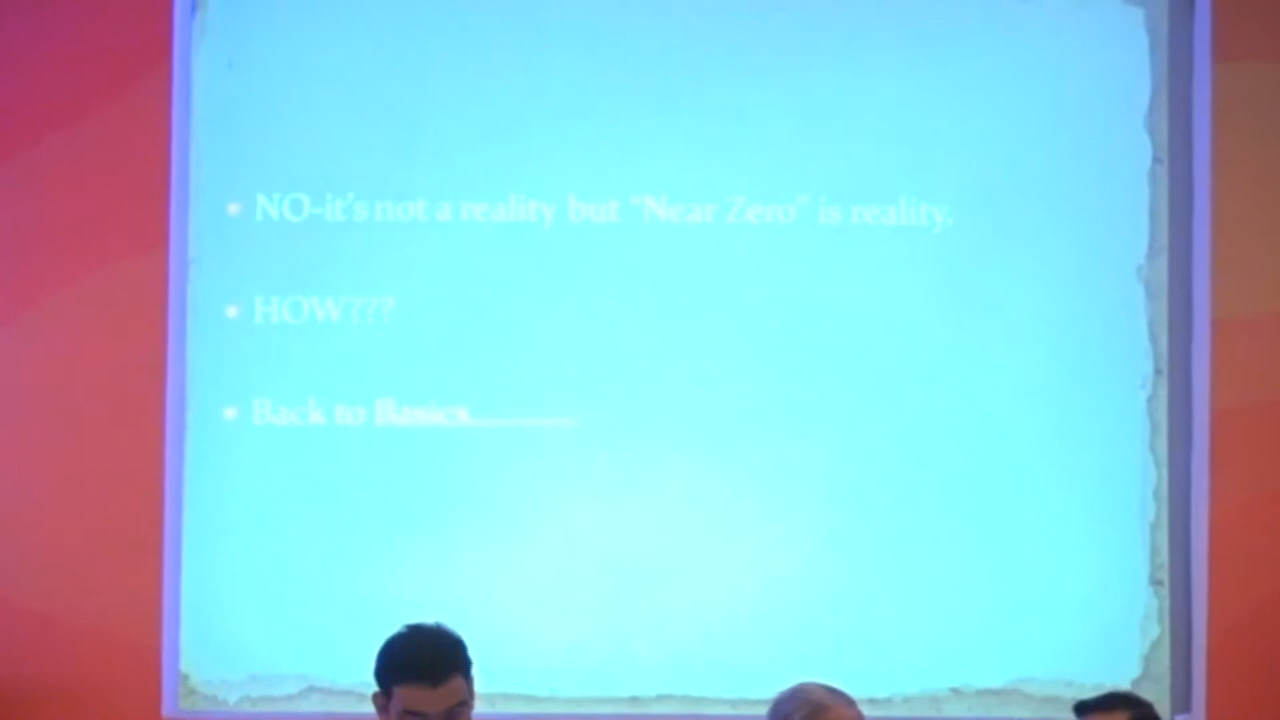 • NO-it's not a reality but "Near Zero" is reality.
• HOW???
• Back to Basics............